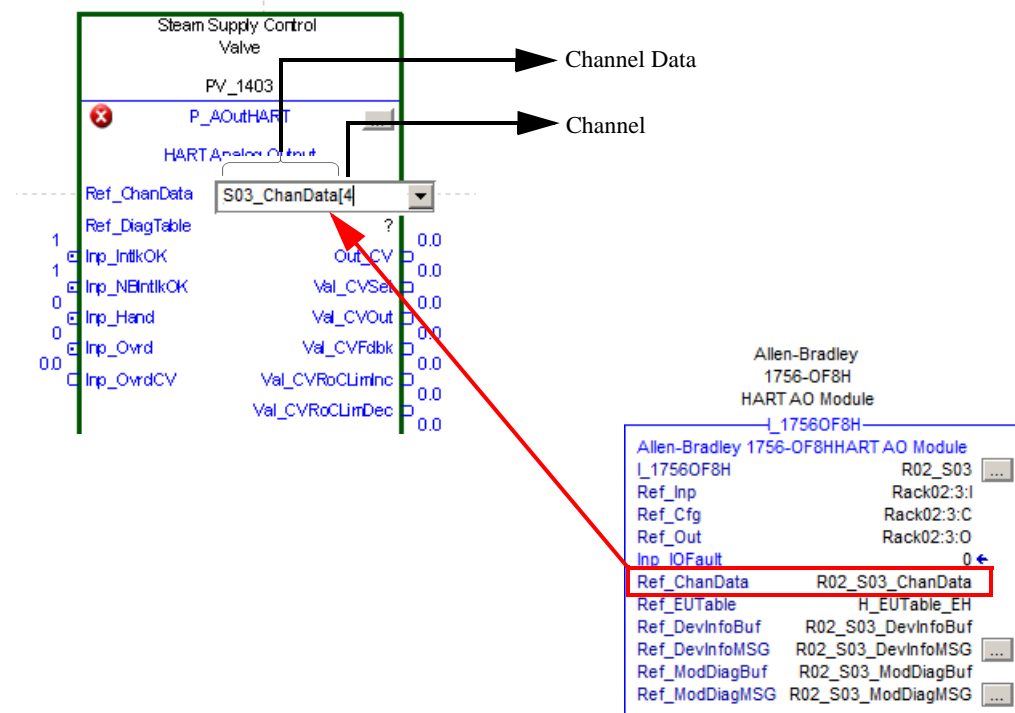 Steam Supply Control
Valve
PV_1403
P_AOutHART
...
HART Analog Output
Ref_ChanData S03_ChanData[4
Ref_DiagTable ?
1 Inp_IntlkOK Out_CV 0.0
1 Inp_NBIntlkOK Val_CVSet 0.0
0 Inp_Hand Val_CVOut 0.0
0 Inp_Ovrd Val_CVFdbk 0.0
0.0 Inp_OvrdCV Val_CVRoCLimInc 0.0
Val_CVRoCLimDec 0.0
0.0
Channel Data
Channel
Allen-Bradley
1756-OF8H
HART AO Module
I_1756OF8H
Allen-Bradley 1756-OF8HHART AO Module
I_1756OF8H R02_S03 ...
Ref_Inp Rack02:3:I
Ref_Cfg Rack02:3:C
Ref_Out Rack02:3:O
Inp_IOFault 0
Ref_ChanData R02_S03_ChanData
Ref_EUTable H_EUTable_EH
Ref_DevInfoBuf R02_S03_DevInfoBuf
Ref_DevInfoMSG R02_S03_DevInfoMSG ...
Ref_ModDiagBuf R02_S03_ModDiagBuf
Ref_ModDiagMSG R02_S03_ModDiagMSG ...